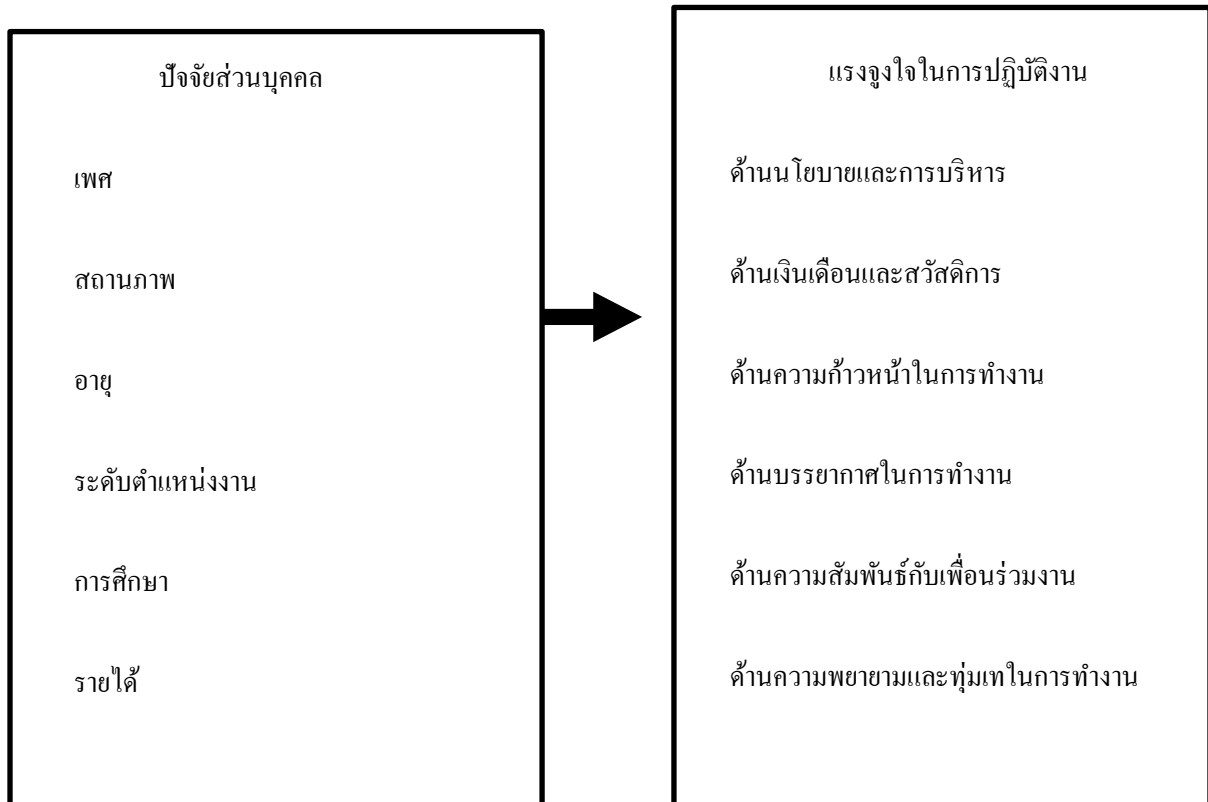 ปัจจัยส่วนบุคคล
เพศ
สถานภาพ
อายุ
ระดับตำแหน่งงาน
การศึกษา
รายได้
แรงจูงใจในการปฏิบัติงาน
ด้านนโยบายและการบริหาร
ด้านเงินเดือนและสวัสดิการ
ด้านความก้าวหน้าในการทำงาน
ด้านบรรยากาศในการทำงาน
ด้านความสัมพันธ์กับเพื่อนร่วมงาน
ด้านความพยายามและทุ่มเทในการทำงาน